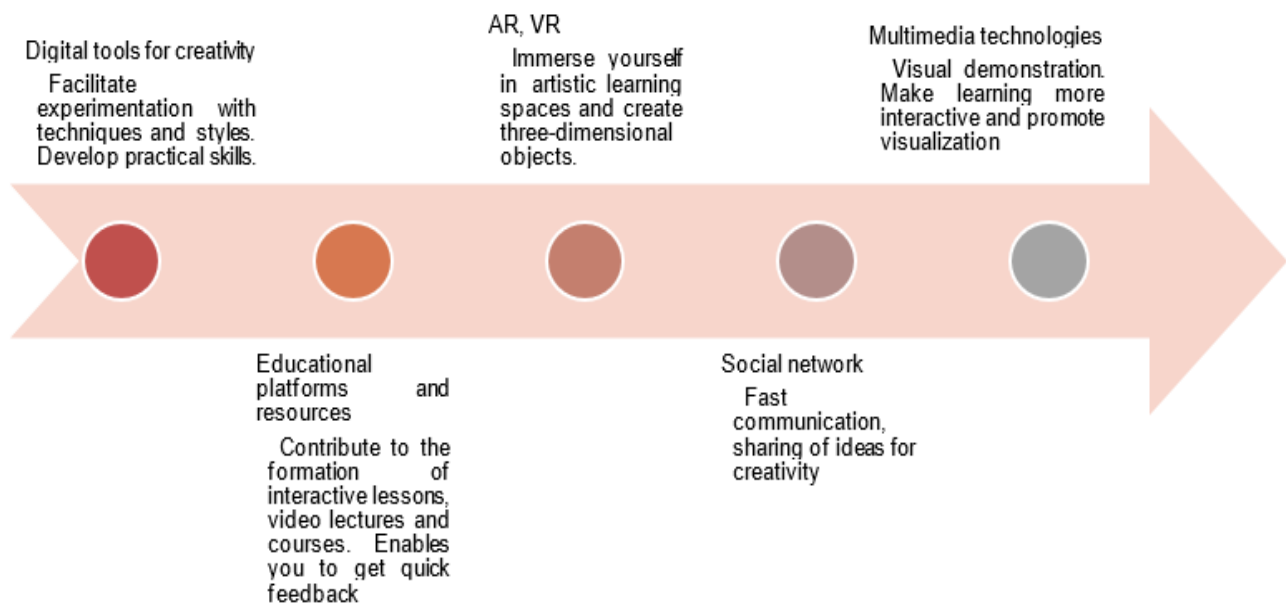 Digital tools for creativity
Facilitate
experimentation with
techniques and styles.
Develop practical skills.
Educational
platforms and
resources
Contribute to the
formation of
interactive lessons,
video lectures and
courses. Enables
you to get quick
feedback
AR, VR
Immerse yourself
in artistic learning
spaces and create
three-dimensional
objects.
Social network
Fast
communication,
sharing of ideas for
creativity
Multimedia technologies
Visual demonstration.
Make learning more
interactive and promote
visualization